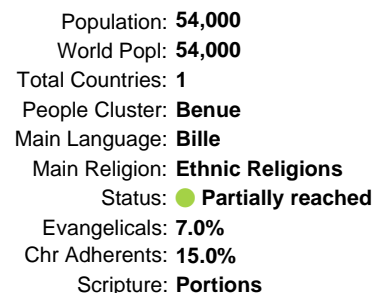 Population: 54,000
World Popl: 54,000
Total Countries: 1
People Cluster: Benue
Main Language: Bille
Main Religion: Ethnic Religions
Status: Partially reached
Evangelicals: 7.0%
Chr Adherents: 15.0%
Scripture: Portions